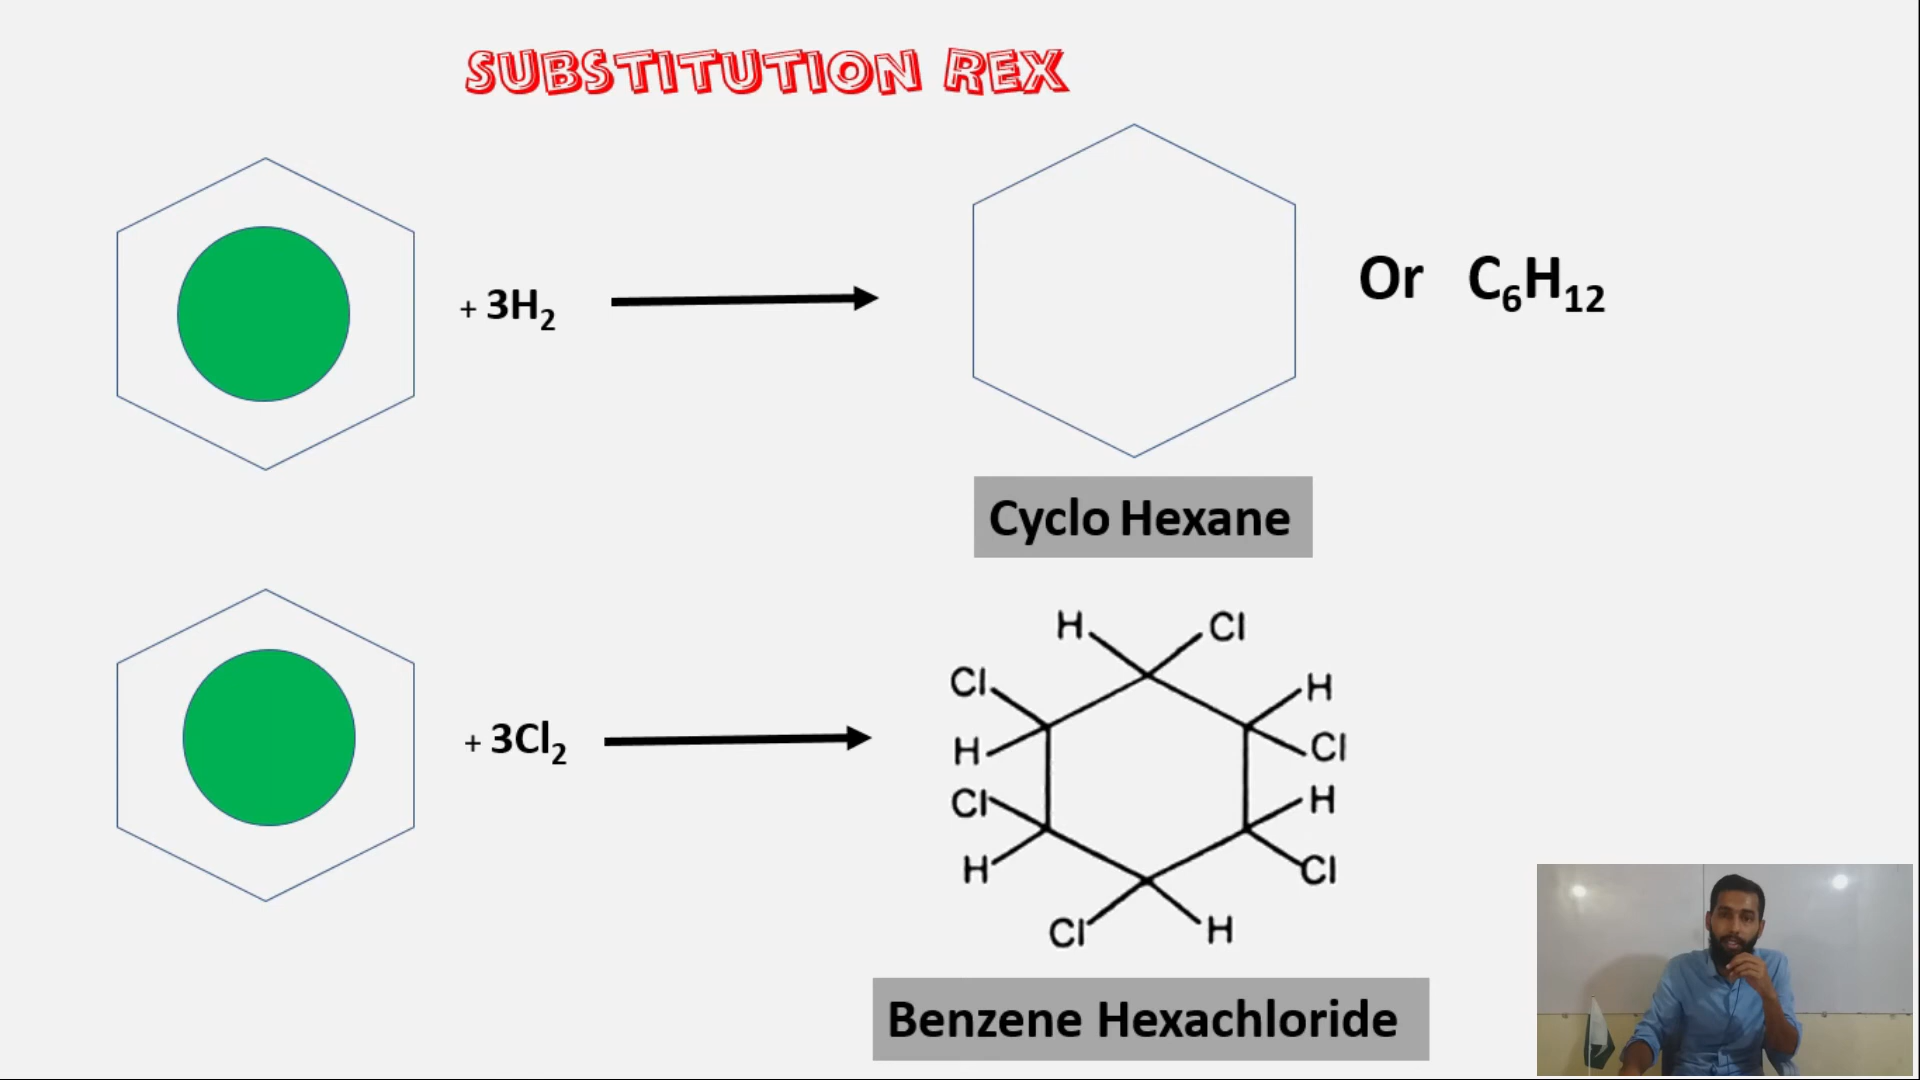 SUBSTITUTION REX
+ 3H₂
Or C₆H₁₂
Cyclo Hexane
+ 3Cl₂
H Cl
Cl H
H Cl
Cl H
H Cl
Cl H
Benzene Hexachloride